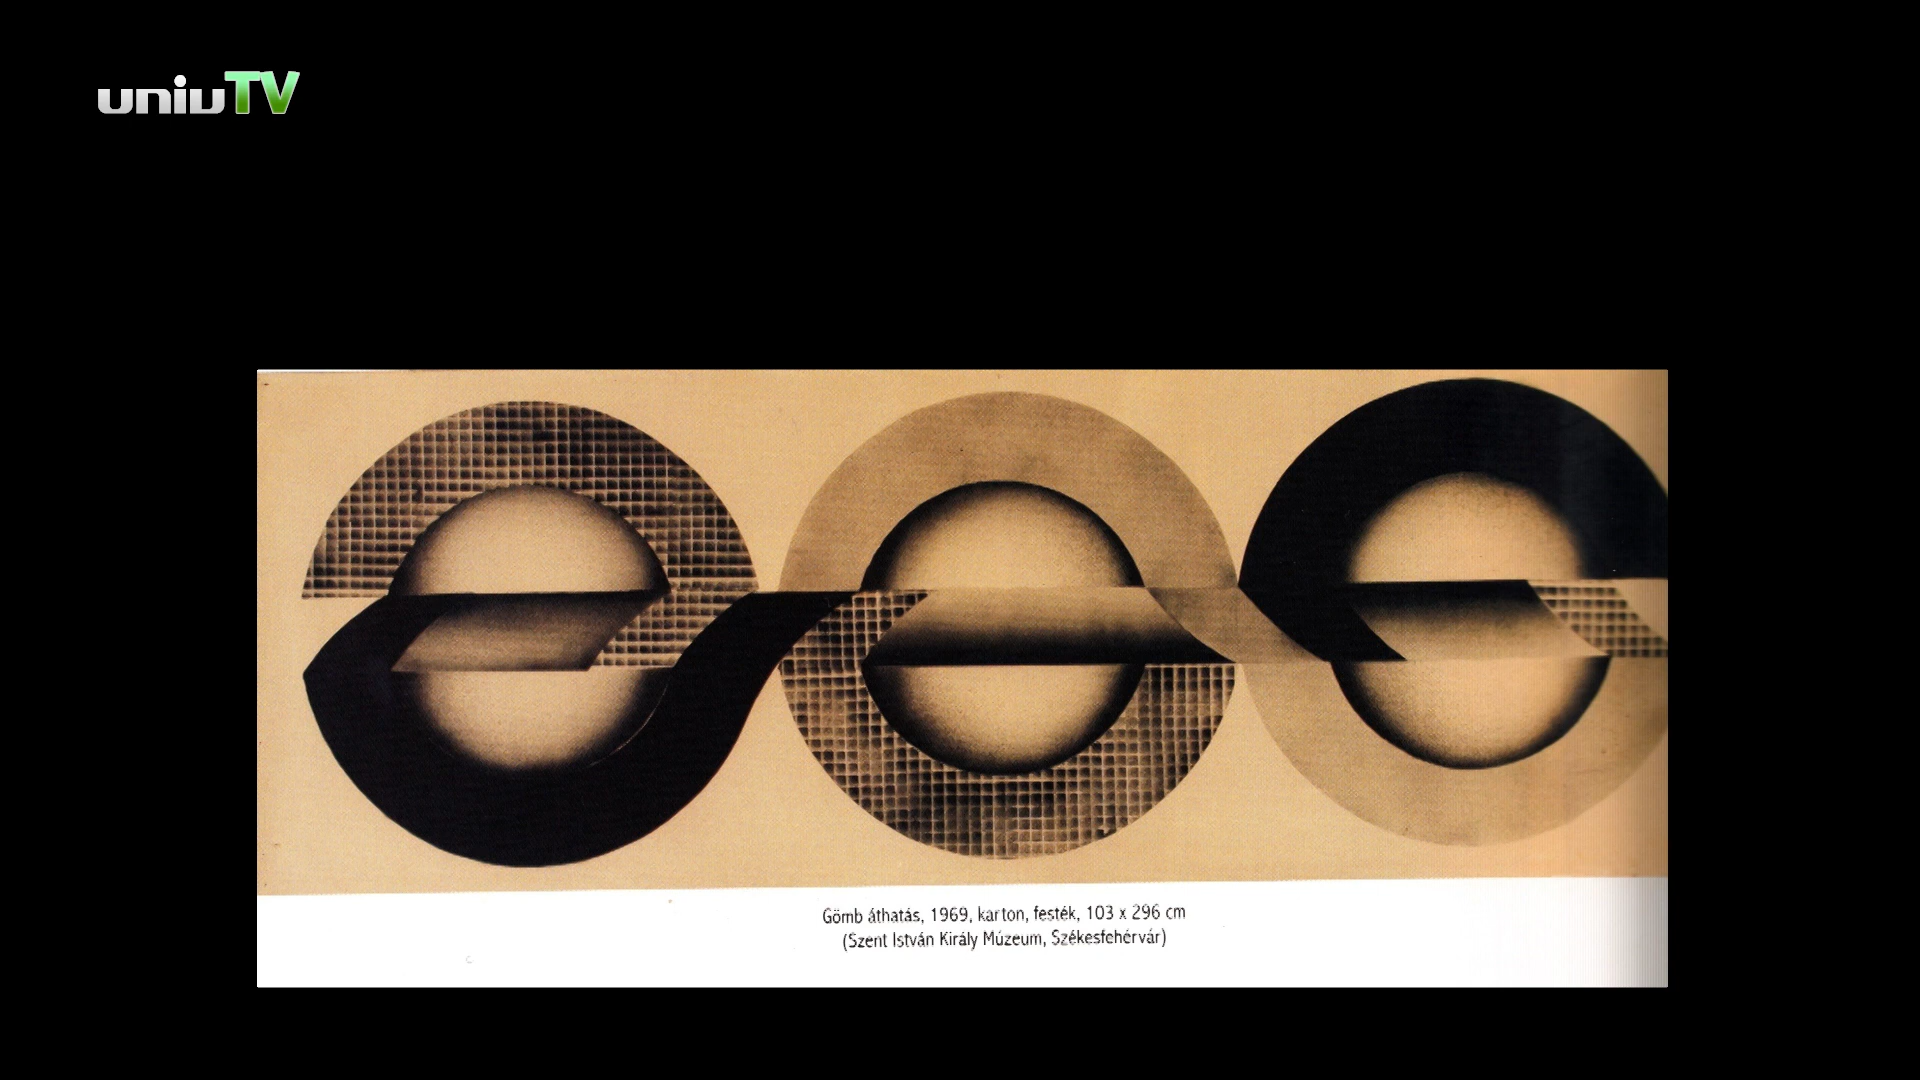 univTV
Gömb áthatás, 1969, karton, festék, 103 x 296 cm
(Szent István Király Múzeum, Székesfehérvár)